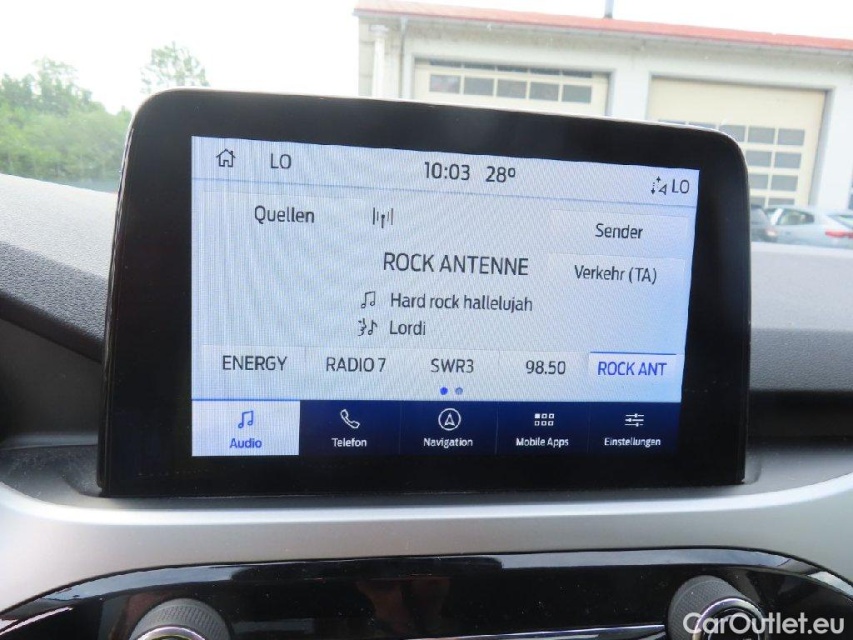 LO 10:03 28º LO
Quellen
Sender
ROCK ANTENNE
Verkehr (TA)
Hard rock hallelujah
Lordi
ENERGY RADIO 7 SWR3 98.50 ROCK ANT
Audio Telefon Navigation Mobile Apps Einstellungen
CarOutlet.eu